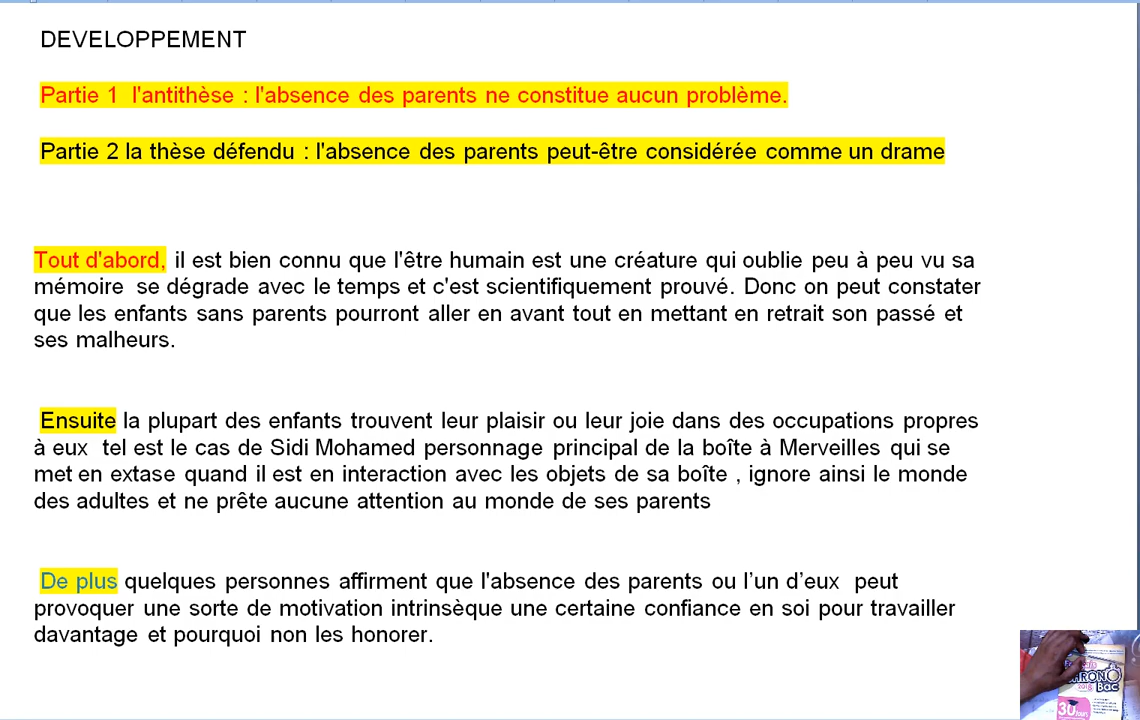 DEVELOPPEMENT
Partie 1 l'antithèse : l'absence des parents ne constitue aucun problème.
Partie 2 la thèse défendu : l'absence des parents peut-être considérée comme un drame
Tout d'abord, il est bien connu que l'être humain est une créature qui oublie peu à peu vu sa
mémoire se dégrade avec le temps et c'est scientifiquement prouvé. Donc on peut constater
que les enfants sans parents pourront aller en avant tout en mettant en retrait son passé et
ses malheurs.
Ensuite la plupart des enfants trouvent leur plaisir ou leur joie dans des occupations propres
à eux tel est le cas de Sidi Mohamed personnage principal de la boîte à Merveilles qui se
met en extase quand il est en interaction avec les objets de sa boîte , ignore ainsi le monde
des adultes et ne prête aucune attention au monde de ses parents
De plus quelques personnes affirment que l'absence des parents ou l’un d’eux peut
provoquer une sorte de motivation intrinsèque une certaine confiance en soi pour travailler
davantage et pourquoi non les honorer.
Bac
30